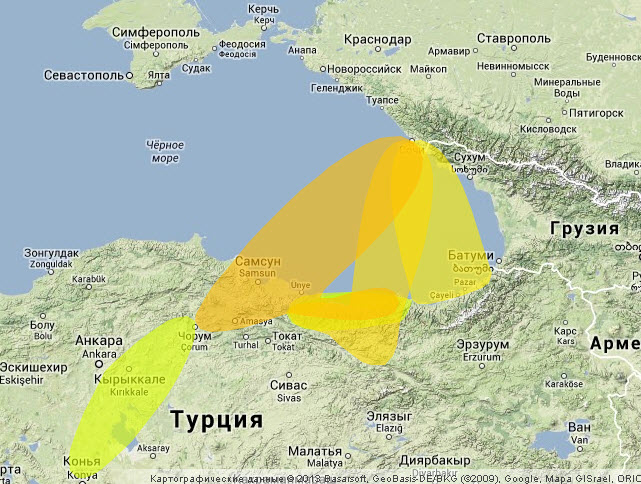 Керчь
Керч
Симферополь
Сімферополь
Феодосия
Феодосія
Судак
Севастополь
Ялта
Анапа
Краснодар
Новороссийск
Геленджик
Туапсе
Армавир
Ставрополь
Невинномысск
Майкоп
Буденновск
Минеральные
Воды
Пятигорск
Кисловодск
Владика
Чёрное
море
Сухум
სოხუმი
Грузия
Батуми
ბათუმი
Pazar
Çayeli
Зонгулдак
Zonguldak
Karabük
Самсун
Samsun
Ünye
Болу
Bolu
Анкара
Ankara
Чорум
Çorum
Amasya
Turhal
Токат
Tokat
Эрзурум
Erzurum
Карс
Kars
Арме
Эскишехир
Eskişehir
Кырыккале
Kırıkkale
Сивас
Sivas
Karaköse
Турция
Элязыг
Elazığ
Ван
Van
Aksaray
Конья
Konya
Малатья
Malatya
Диярбакыр
Diyarbakır
Картографические данные ©2013 Basarsoft, GeoBasis-DE/BKG (©2009), Google, Мapa GISrael, ORIO